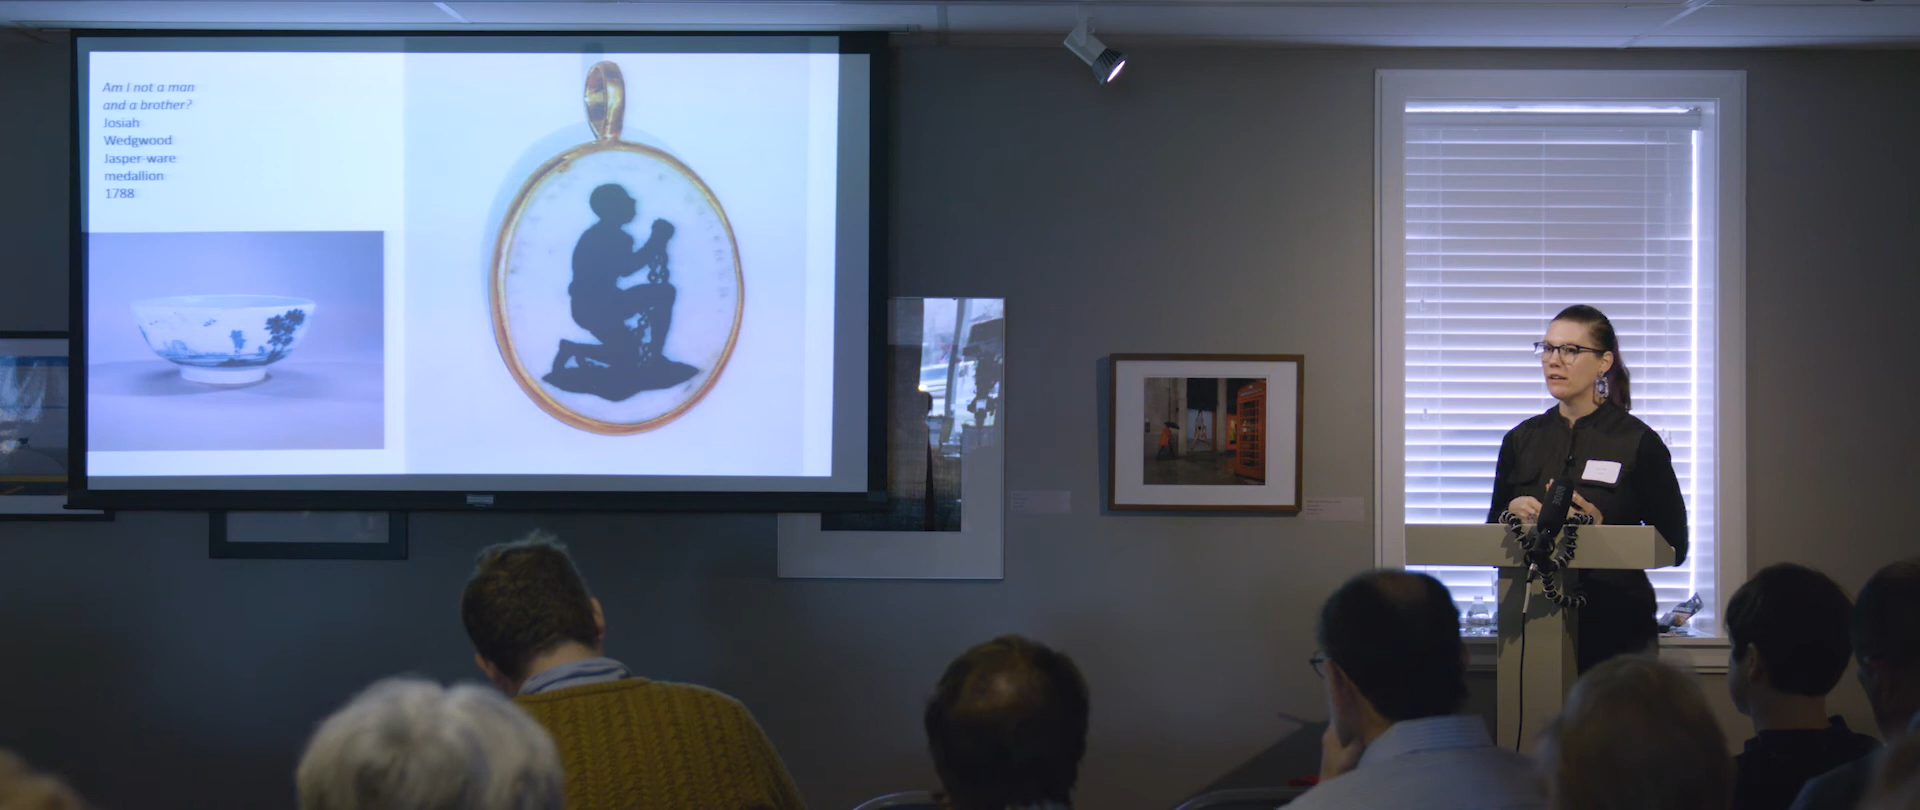 Am I not a man
and a brother?
Josiah
Wedgwood
Jasper-ware
medallion
1788